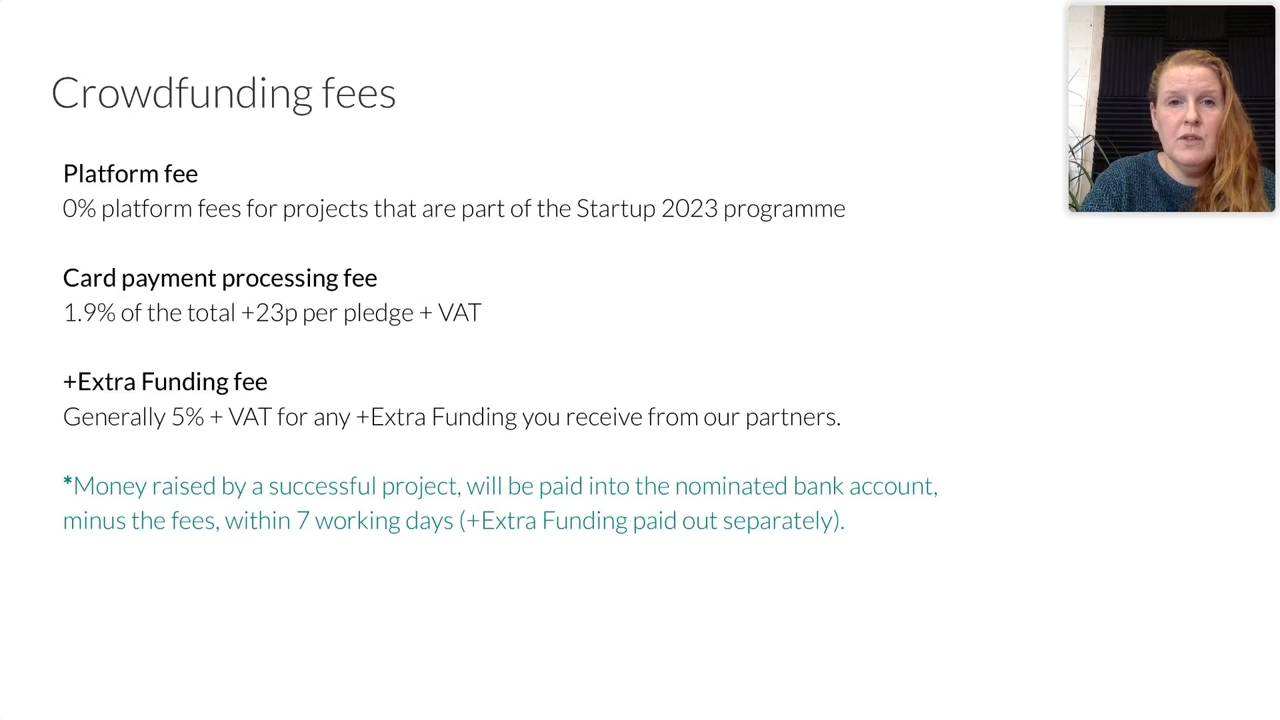 Crowdfunding fees
Platform fee
0% platform fees for projects that are part of the Startup 2023 programme
Card payment processing fee
1.9% of the total +23p per pledge + VAT
+Extra Funding fee
Generally 5% + VAT for any +Extra Funding you receive from our partners.
*Money raised by a successful project, will be paid into the nominated bank account,
minus the fees, within 7 working days (+Extra Funding paid out separately).